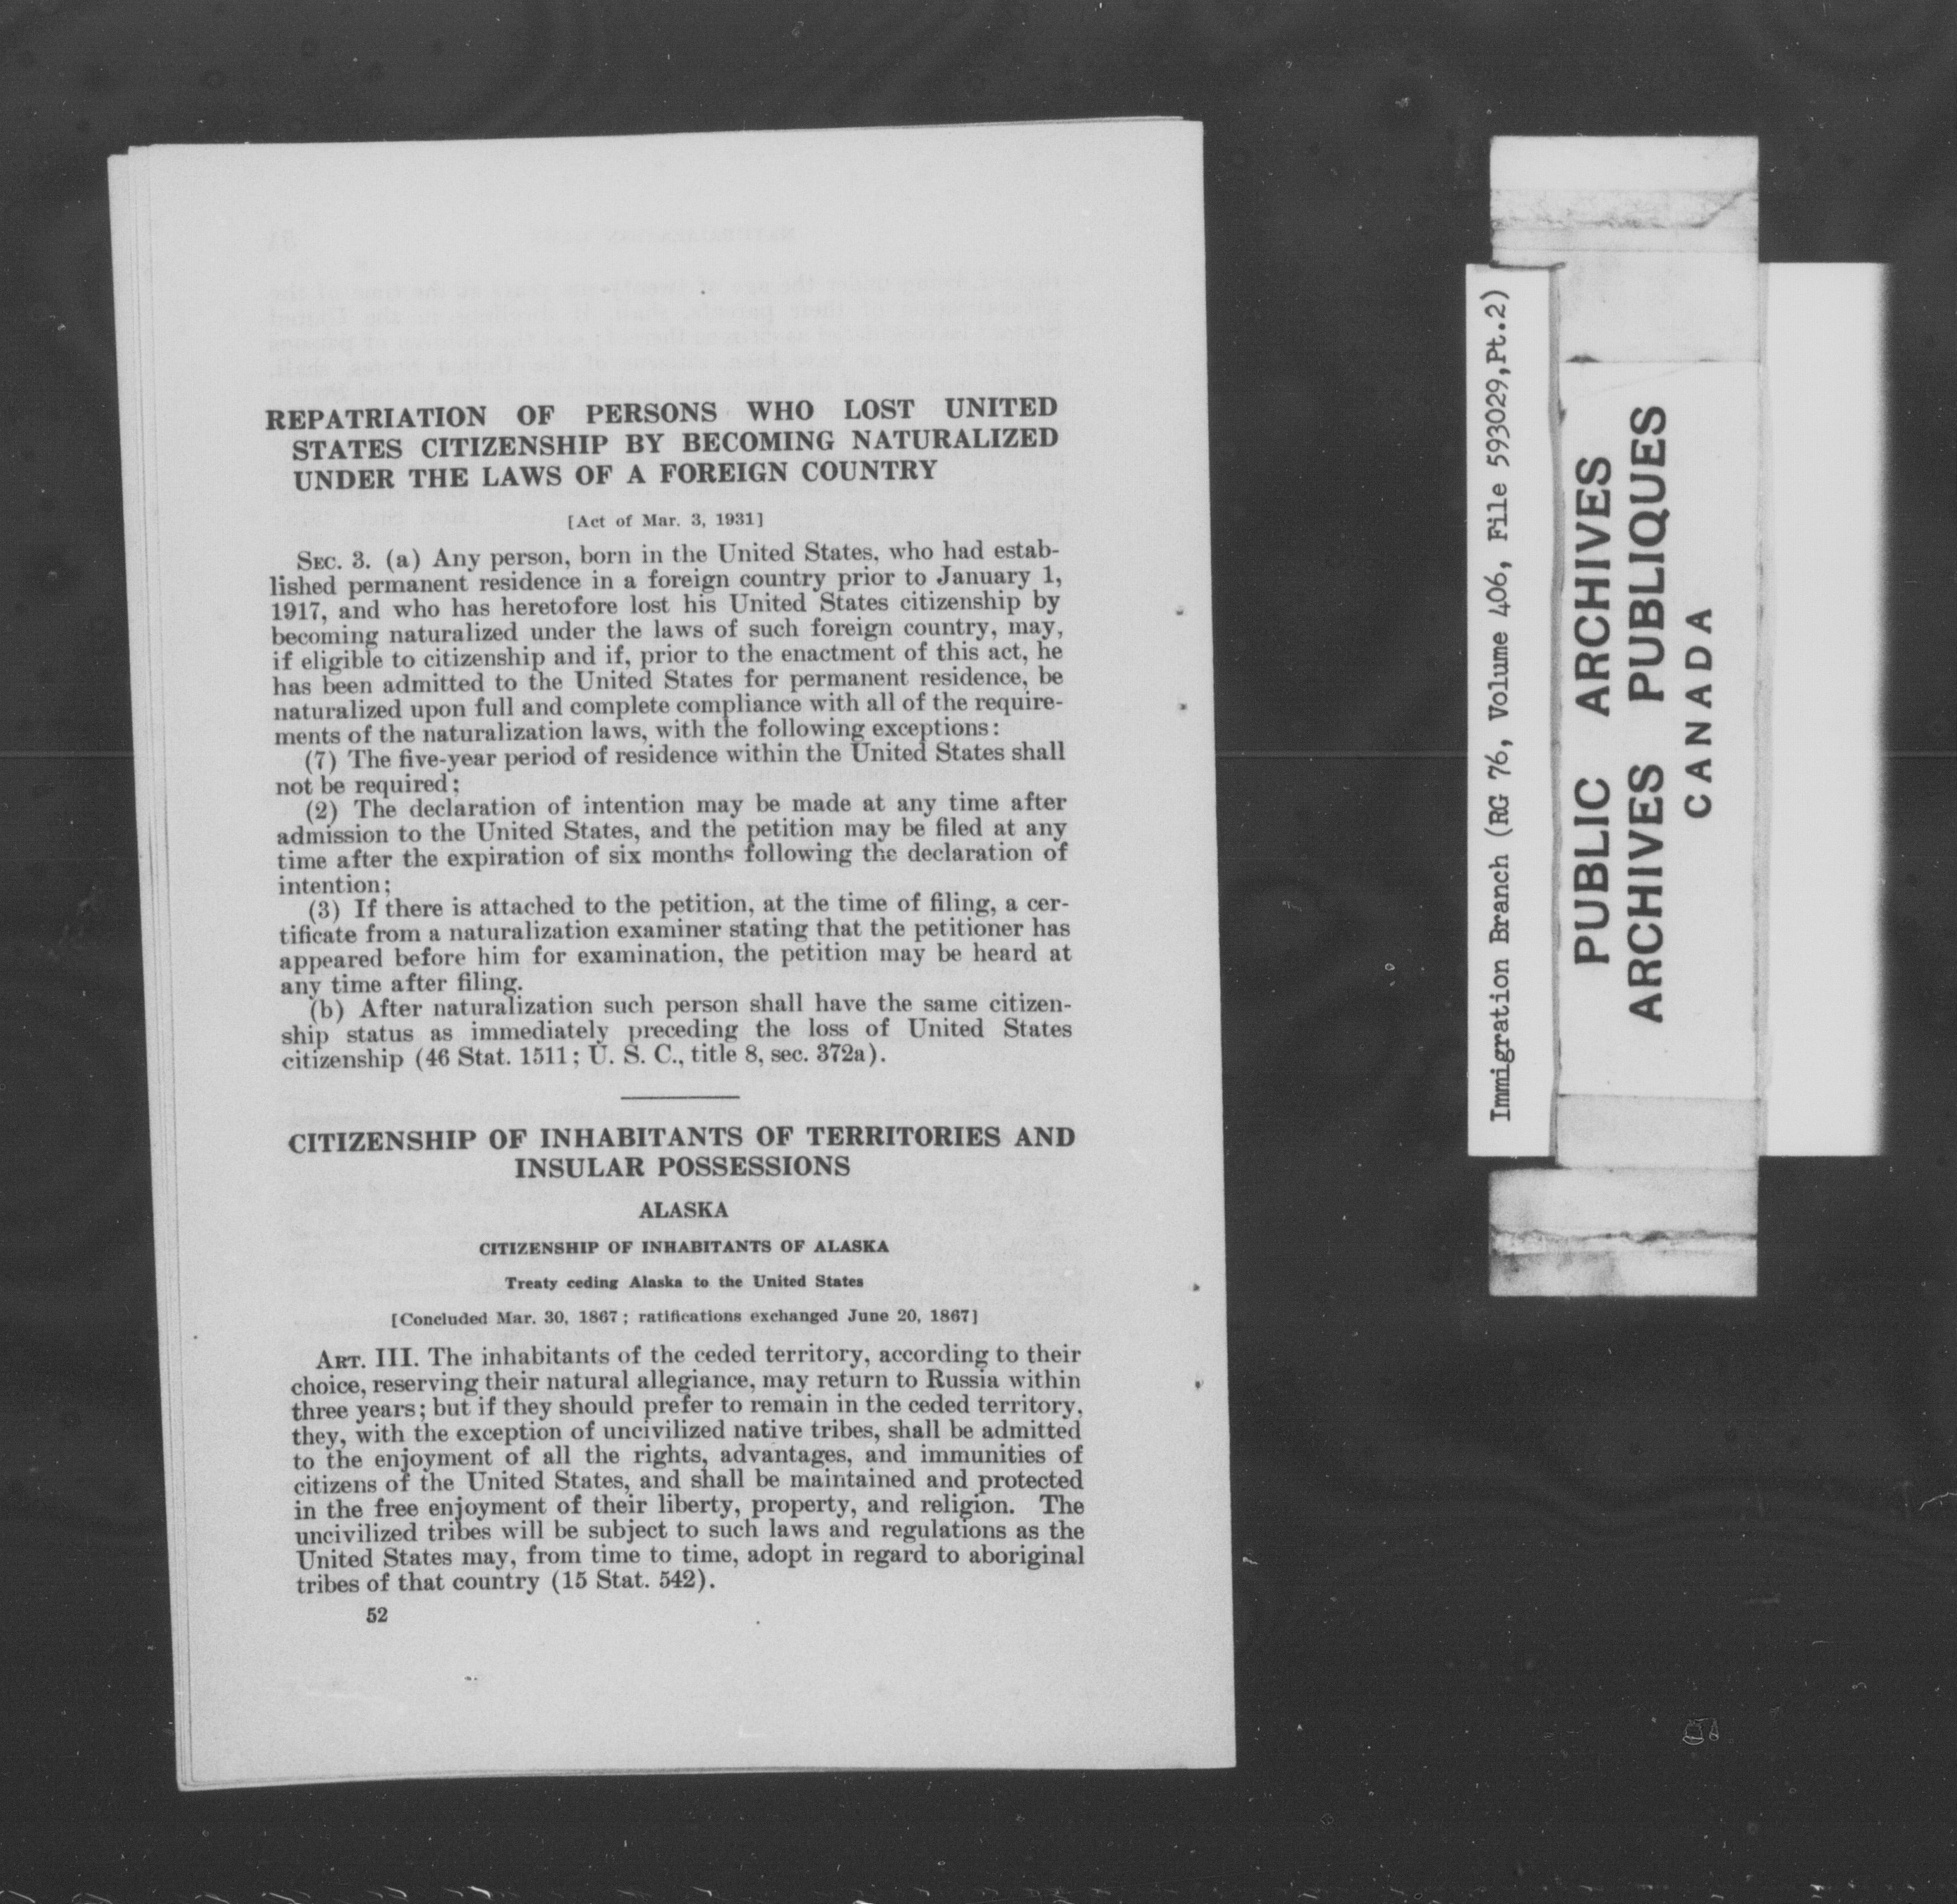 REPATRIATION OF PERSONS WHO LOST UNITED
STATES CITIZENSHIP BY BECOMING NATURALIZED
UNDER THE LAWS OF A FOREIGN COUNTRY
[Act of Mar. 3, 1931]
SEC. 3. (a) Any person, born in the United States, who had estab-
lished permanent residence in a foreign country prior to January 1,
1917, and who has heretofore lost his United States citizenship by
becoming naturalized under the laws of such foreign country, may,
if eligible to citizenship and if, prior to the enactment of this act, he
has been admitted to the United States for permanent residence, be
naturalized upon full and complete compliance with all of the require-
ments of the naturalization laws, with the following exceptions:
(7) The five-year period of residence within the United States shall
not be required;
(2) The declaration of intention may be made at any time after
admission to the United States, and the petition may be filed at any
time after the expiration of six months following the declaration of
intention;
(3) If there is attached to the petition, at the time of filing, a cer-
tificate from a naturalization examiner stating that the petitioner has
appeared before him for examination, the petition may be heard at
any time after filing.
(b) After naturalization such person shall have the same citizen-
ship status as immediately preceding the loss of United States
citizenship (46 Stat. 1511; U. S. C., title 8, sec. 372a).
CITIZENSHIP OF INHABITANTS OF TERRITORIES AND
INSULAR POSSESSIONS
ALASKA
CITIZENSHIP OF INHABITANTS OF ALASKA
Treaty ceding Alaska to the United States
[Concluded Mar. 30, 1867; ratifications exchanged June 20, 1867]
ART. III. The inhabitants of the ceded territory, according to their
choice, reserving their natural allegiance, may return to Russia within
three years; but if they should prefer to remain in the ceded territory,
they, with the exception of uncivilized native tribes, shall be admitted
to the enjoyment of all the rights, advantages, and immunities of
citizens of the United States, and shall be maintained and protected
in the free enjoyment of their liberty, property, and religion. The
uncivilized tribes will be subject to such laws and regulations as the
United States may, from time to time, adopt in regard to aboriginal
tribes of that country (15 Stat. 542).
52
Immigration Branch (RG 76, Volume 406, File 593029,Pt.2)
PUBLIC ARCHIVES
ARCHIVES PUBLIQUES
CANADA